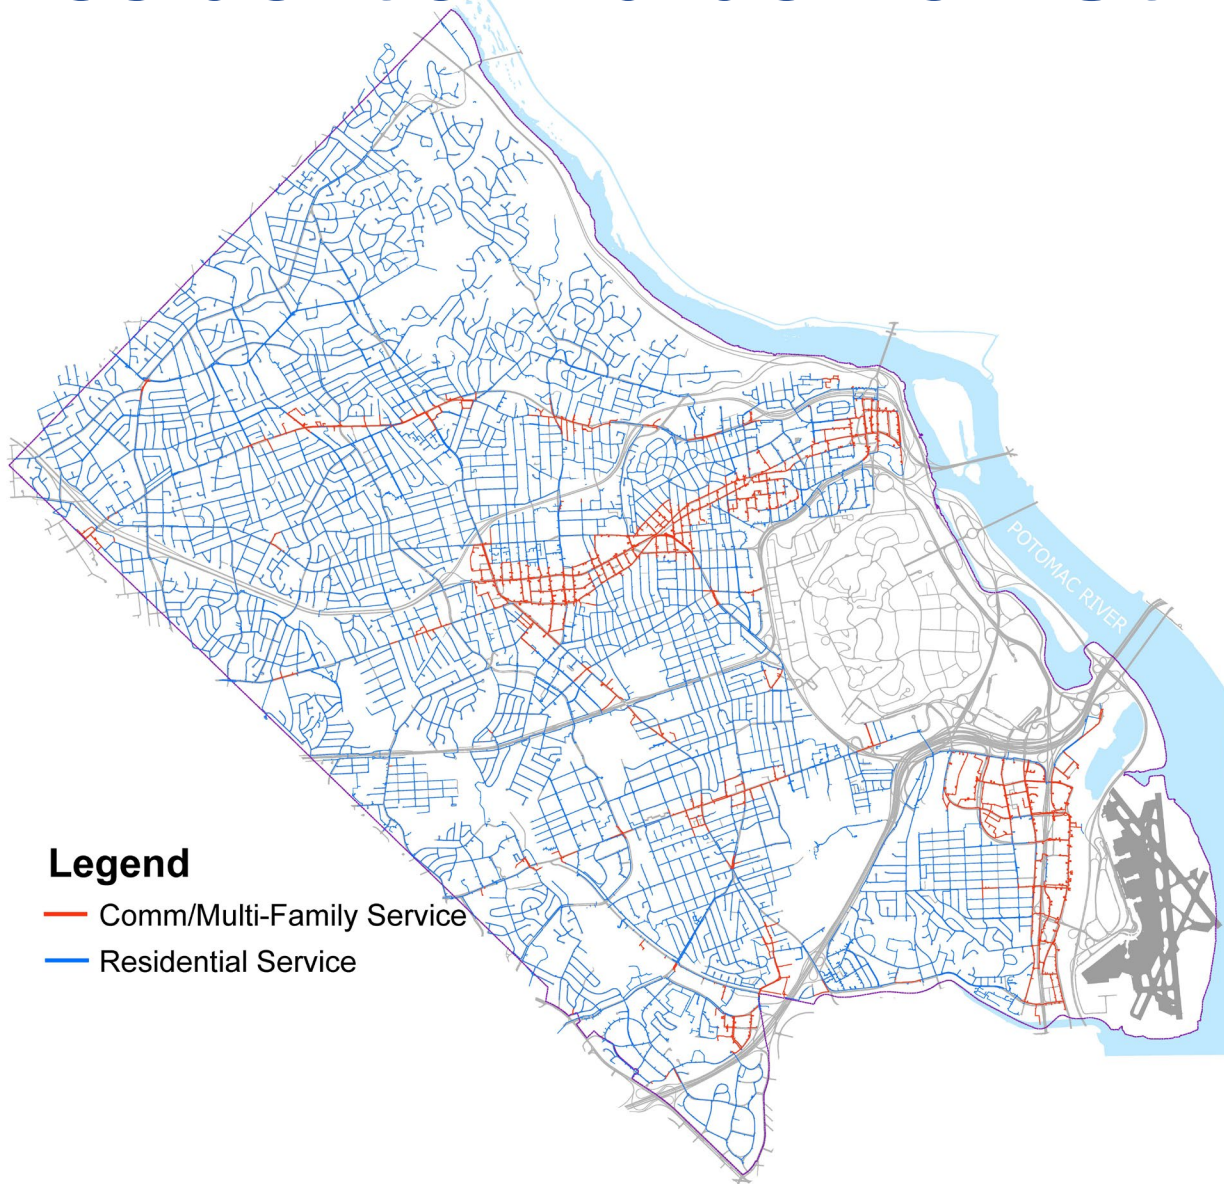 POTOMAC RIVER
Legend
Comm/Multi-Family Service
Residential Service